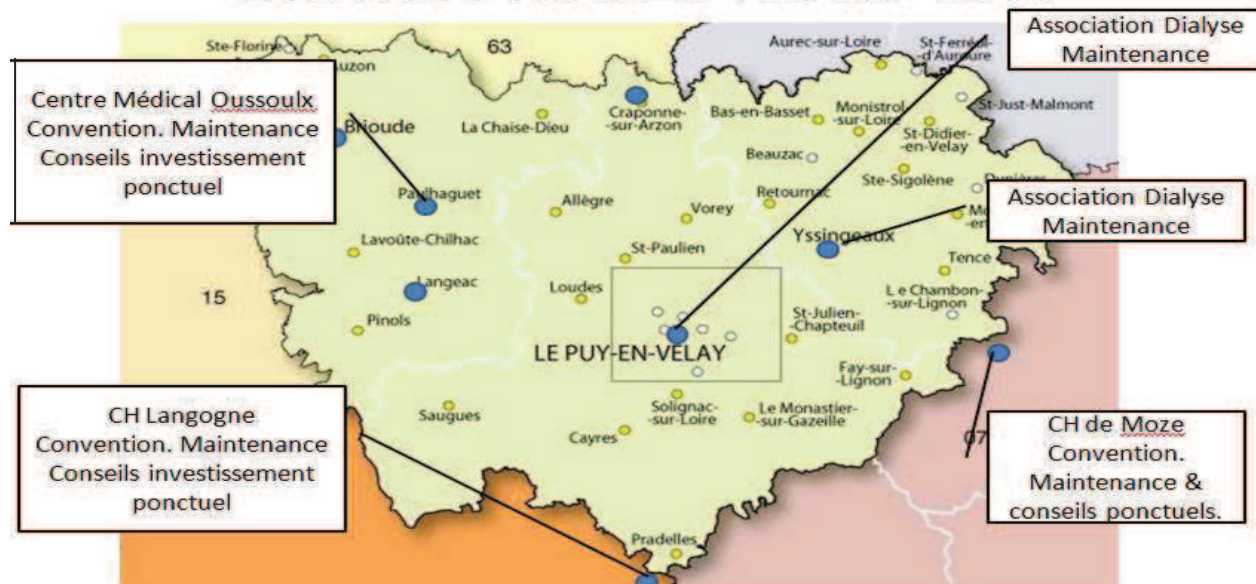 Association Dialyse
Maintenance
Ste-Florine
63
Aurec-sur-Loire
St-Ferréol-
d'Auroure
Auzon
Centre Médical Oussoulx
Convention. Maintenance
Conseils investissement
ponctuel
Brioude
La Chaise-Dieu
Craponne-
-sur-Arzon
Bas-en-Basset
Monistrol
-sur-Loire
St-Just-Malmont
St-Didier
-en-Velay
Beauzac
Ste-Sigolène
Dunières
Paulhaguet
Allègre
Vorey
Retournac
Association Dialyse
Maintenance
-en-
Yssingeaux
Lavoûte-Chilhac
St-Paulien
Tence
15
Langeac
Loudes
Le Chambon-
-sur-Lignon
Pinols
St-Julien-
-Chapteuil
LE PUY-EN-VELAY
Fay-sur-
-Lignon
CH Langogne
Convention. Maintenance
Conseils investissement
ponctuel
Saugues
Solignac-
-sur-Loire
Le Monastier
-sur-Gazeille
Cayres
07
CH de Moze
Convention.
Maintenance &
conseils ponctuels.
Pradelles